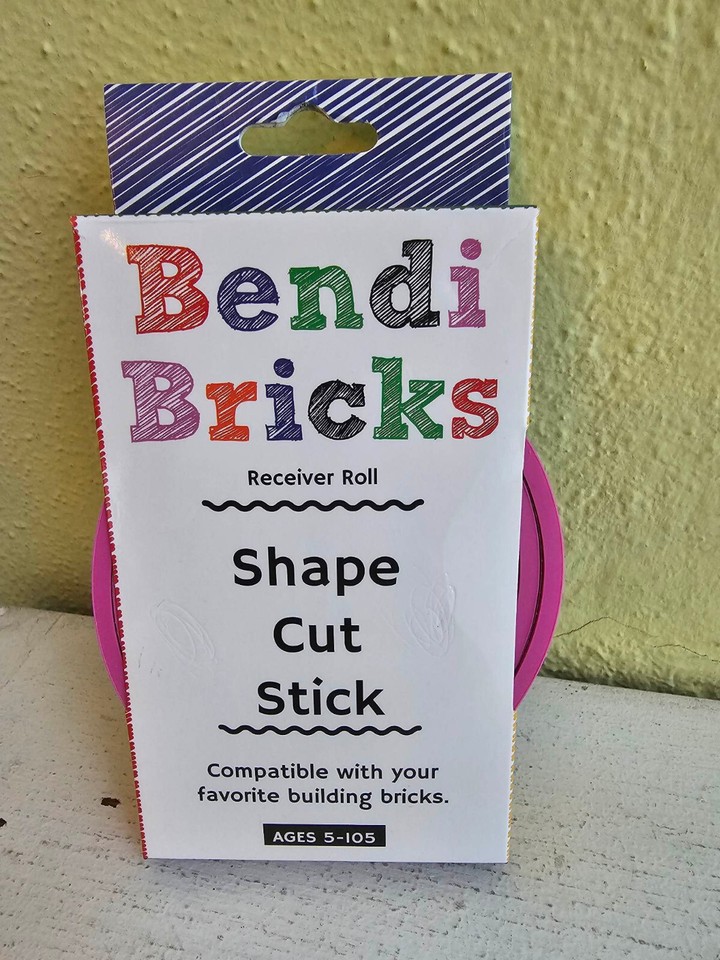 Bendi
Bricks
Receiver Roll
Shape
Cut
Stick
Compatible with your
favorite building bricks.
AGES 5-105